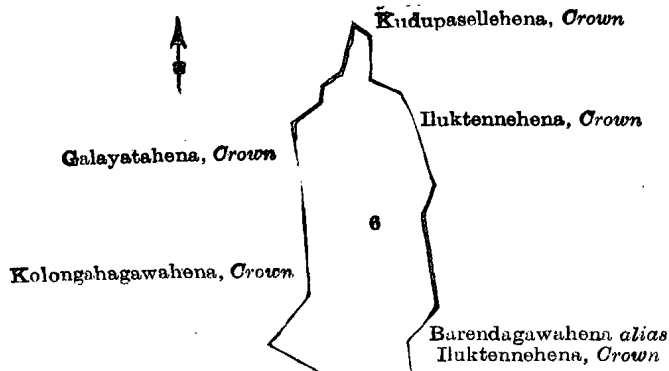 Kudupasellehena, Crown
Iluktennehena, Crown
Galayatahena, Crown
6
Kolongahagawahena, Crown
Barendagawahena alias
Iluktennehena, Crown